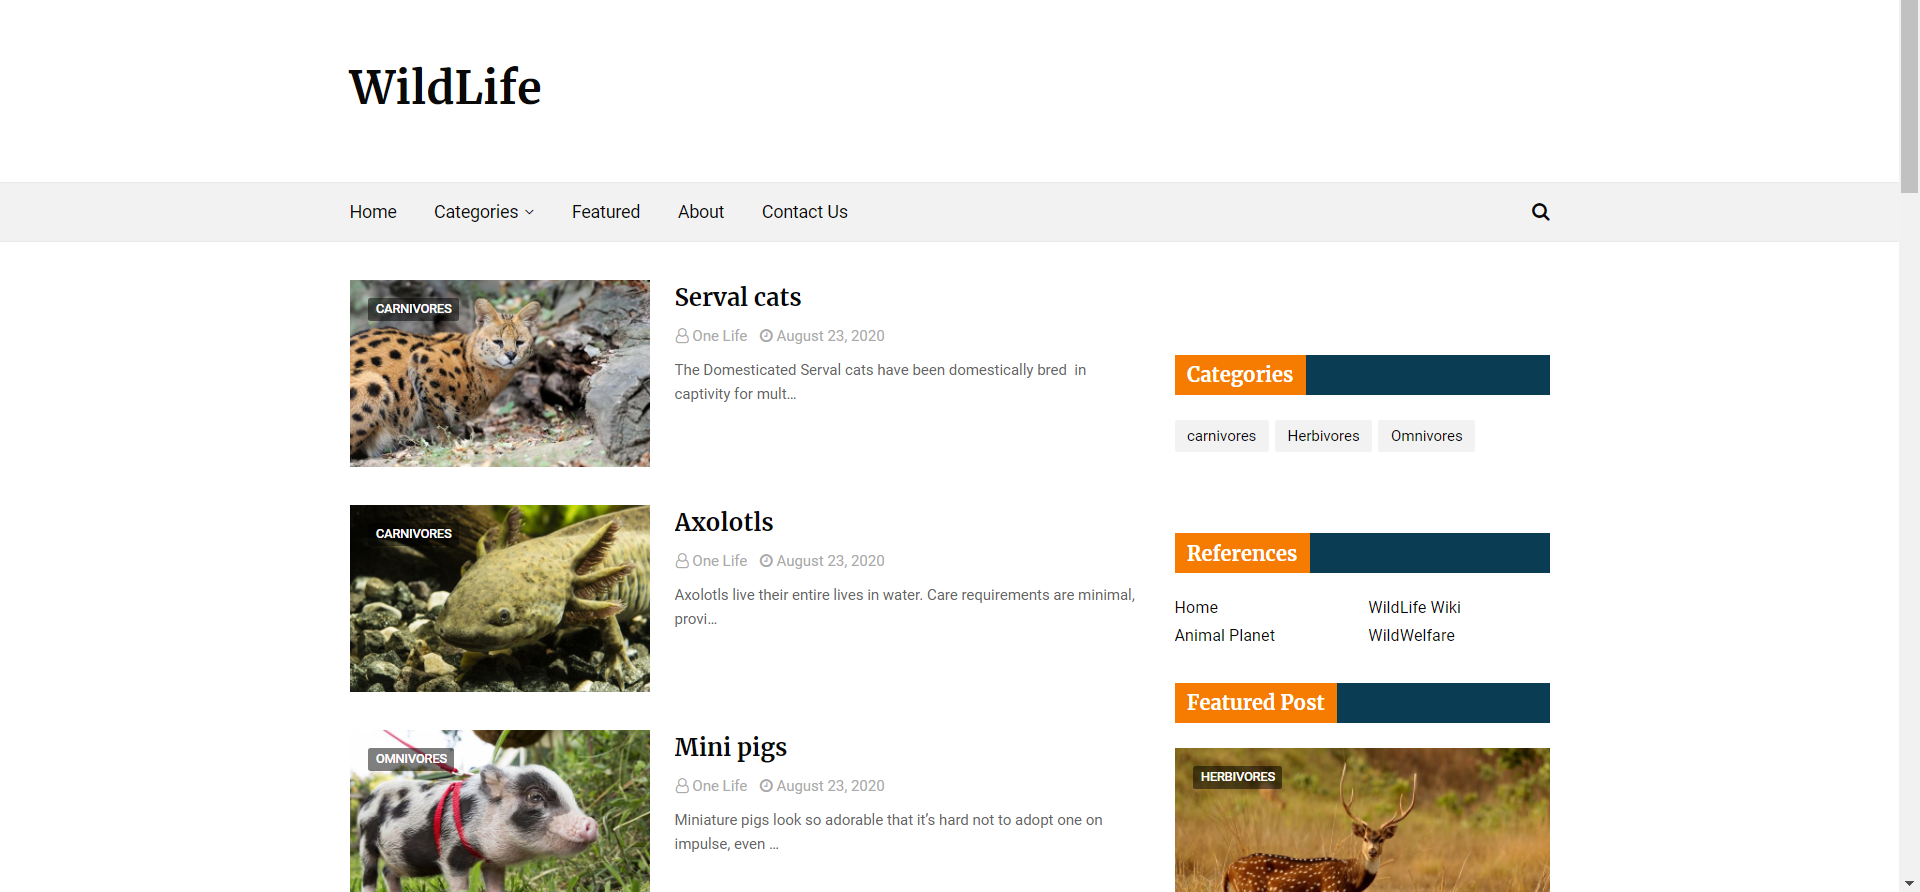 WildLife
Home Categories Featured About Contact Us
CARNIVORES
Serval cats
One Life August 23, 2020
The Domesticated Serval cats have been domestically bred in
captivity for mult...
CARNIVORES
Axolotls
One Life August 23, 2020
Axolotls live their entire lives in water. Care requirements are minimal,
provi...
OMNIVORES
Mini pigs
One Life August 23, 2020
Miniature pigs look so adorable that it’s hard not to adopt one on
impulse, even ...
Categories
carnivores Herbivores Omnivores
References
Home WildLife Wiki
Animal Planet WildWelfare
Featured Post
HERBIVORES